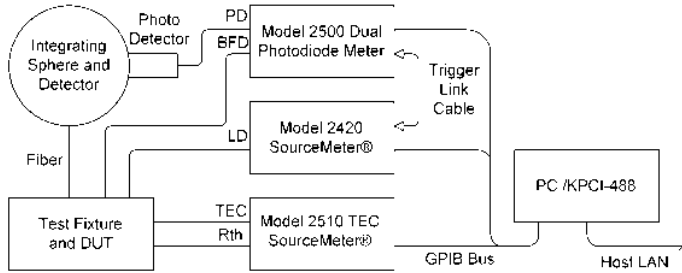 Integrating
Sphere and
Detector
Photo
Detector
PD
BFD
Model 2500 Dual
Photodiode Meter
Trigger
Link
Cable
LD
Model 2420
SourceMeter®
Fiber
PC /KPCI-488
Test Fixture
and DUT
TEC
Rth
Model 2510 TEC
SourceMeter®
GPIB Bus
Host LAN